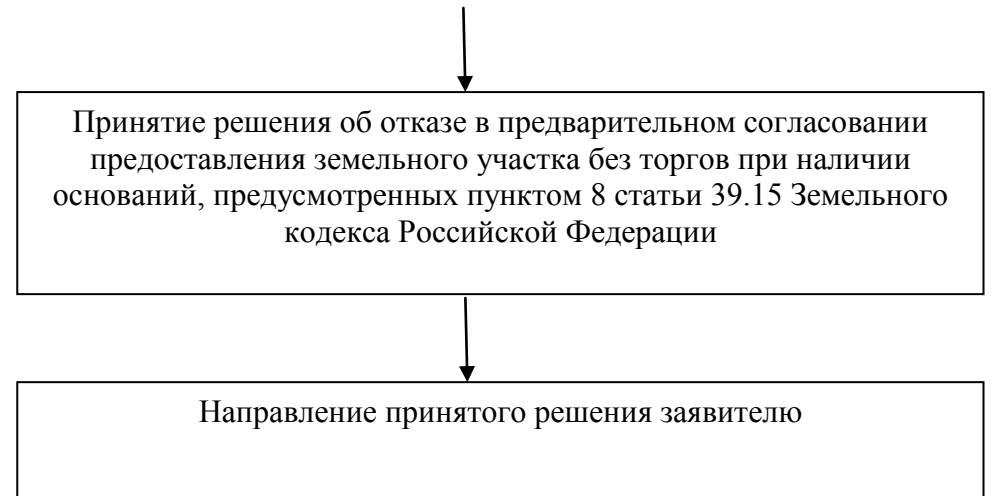 Принятие решения об отказе в предварительном согласовании
предоставления земельного участка без торгов при наличии
оснований, предусмотренных пунктом 8 статьи 39.15 Земельного
кодекса Российской Федерации
Направление принятого решения заявителю